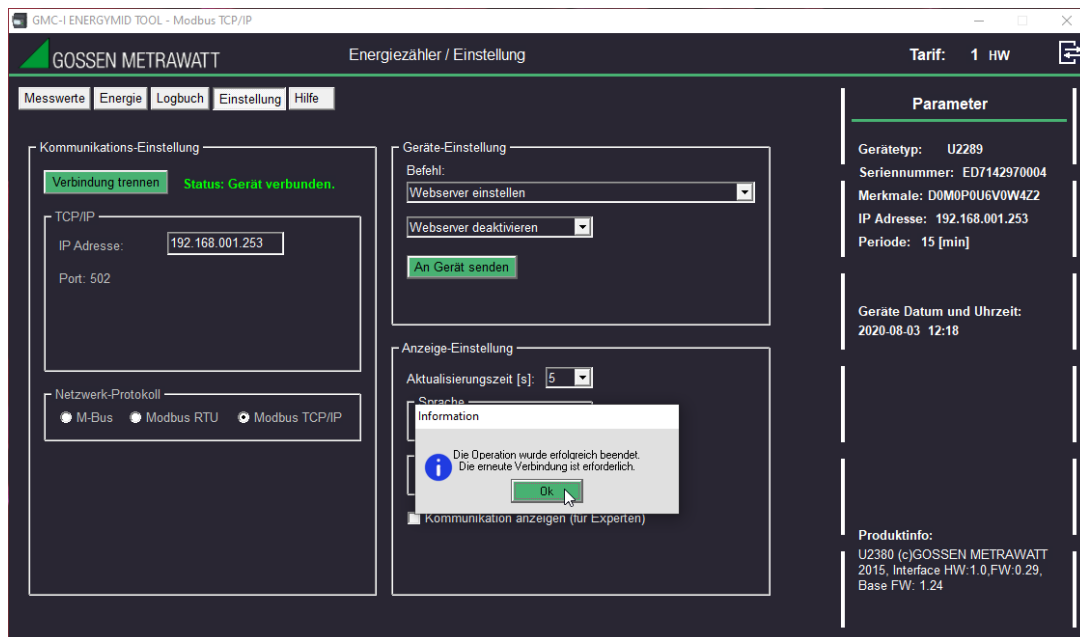 GMC-I ENERGYMID TOOL - Modbus TCP/IP
GOSSEN METRAWATT
Energiezähler / Einstellung
Tarif: 1 HW
Messwerte Energie Logbuch Einstellung Hilfe
Kommunikations-Einstellung
Verbindung trennen Status: Gerät verbunden.
TCP/IP
IP Adresse: 192.168.001.253
Port: 502
Netzwerk-Protokoll
M-Bus Modbus RTU Modbus TCP/IP
Geräte-Einstellung
Befehl:
Webserver einstellen
Webserver deaktivieren
An Gerät senden
Anzeige-Einstellung
Aktualisierungszeit [s]: 5
Sprache
Information
Die Operation wurde erfolgreich beendet.
Die erneute Verbindung ist erforderlich.
Ok
Kommunikation anzeigen (für Experten)
Parameter
Gerätetyp: U2289
Seriennummer: ED7142970004
Merkmale: D0M0P0U6V0W4Z2
IP Adresse: 192.168.001.253
Periode: 15 [min]
Geräte Datum und Uhrzeit:
2020-08-03 12:18
Produktinfo:
U2380 (c)GOSSEN METRAWATT
2015, Interface HW:1.0,FW:0.29,
Base FW: 1.24